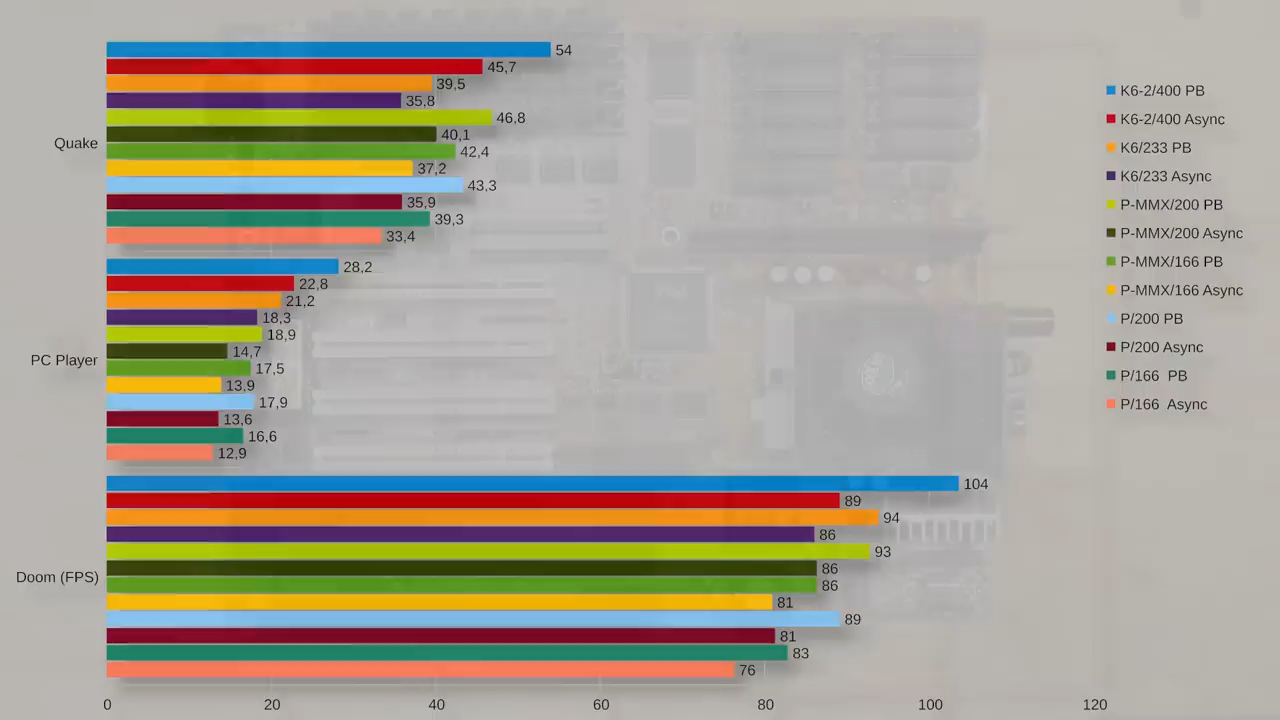 Quake
54
45,7
39,5
35,8
46,8
40,1
42,4
37,2
43,3
35,9
39,3
33,4
PC Player
28,2
22,8
21,2
18,3
18,9
14,7
17,5
13,9
17,9
13,6
16,6
12,9
Doom (FPS)
104
89
94
86
93
86
86
81
89
81
83
76
0 20 40 60 80 100 120
K6-2/400 PB
K6-2/400 Async
K6/233 PB
K6/233 Async
P-MMX/200 PB
P-MMX/200 Async
P-MMX/166 PB
P-MMX/166 Async
P/200 PB
P/200 Async
P/166  PB
P/166  Async